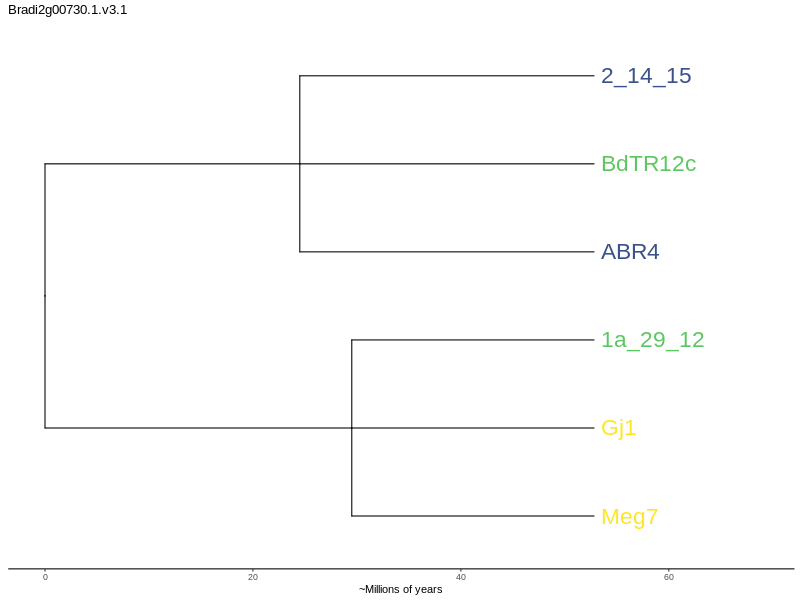 Bradi2g00730.1.v3.1
2_14_15
BdTR12c
ABR4
1a_29_12
Gj1
Meg7
0 20 40 60
~Millions of years